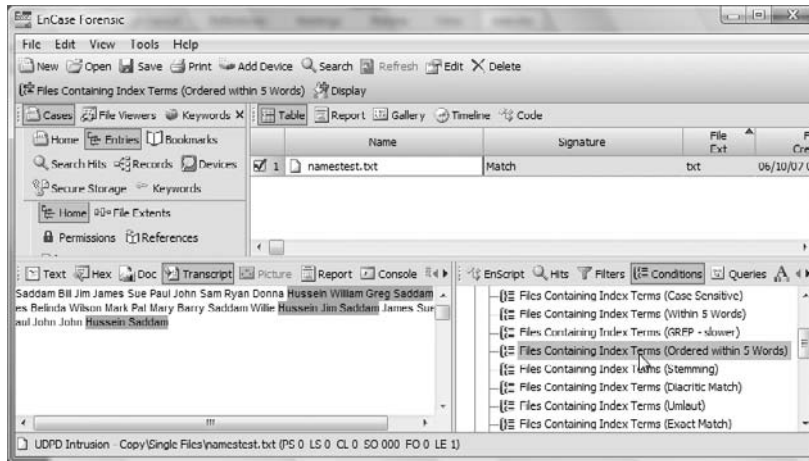 EnCase Forensic
File Edit View Tools Help
New Open Save Print Add Device Search Refresh Edit Delete
Files Containing Index Terms (Ordered within 5 Words) Display
Cases File Viewers Keywords Table Report Gallery Timeline Code
Home Entries Bookmarks
Search Hits Records Devices
Secure Storage Keywords
Home File Extents
Permissions References
Name Signature File Ext Cre
1 namestest.txt Match txt 06/10/07 0
Text Hex Doc Transcript Picture Report Console
Saddam Bill Jim James Sue Paul John Sam Ryan Donna Hussein William Greg Saddam
es Belinda Wilson Mark Pat Mary Barry Saddam Willie Hussein Jim Saddam James Sue
aul John John Hussein Saddam
EnScript Hits Filters Conditions Queries
Files Containing Index Terms (Case Sensitive)
Files Containing Index Terms (Within 5 Words)
Files Containing Index Terms (GREP - slower)
Files Containing Index Terms (Ordered within 5 Words)
Files Containing Index Terms (Stemming)
Files Containing Index Terms (Diacritic Match)
Files Containing Index Terms (Umlaut)
Files Containing Index Terms (Exact Match)
UDPD Intrusion - Copy\Single Files\namestest.txt (PS 0 LS 0 CL 0 SO 000 FO 0 LE 1)